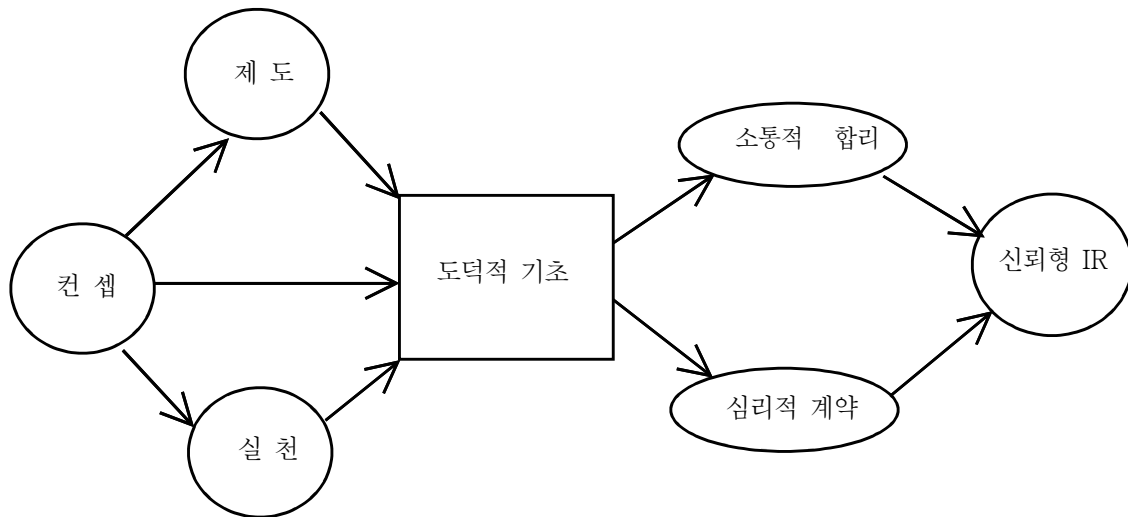 제 도
소통적 합리
도덕적 기초
신뢰형 IR
컨 셉
심리적 계약
실 천